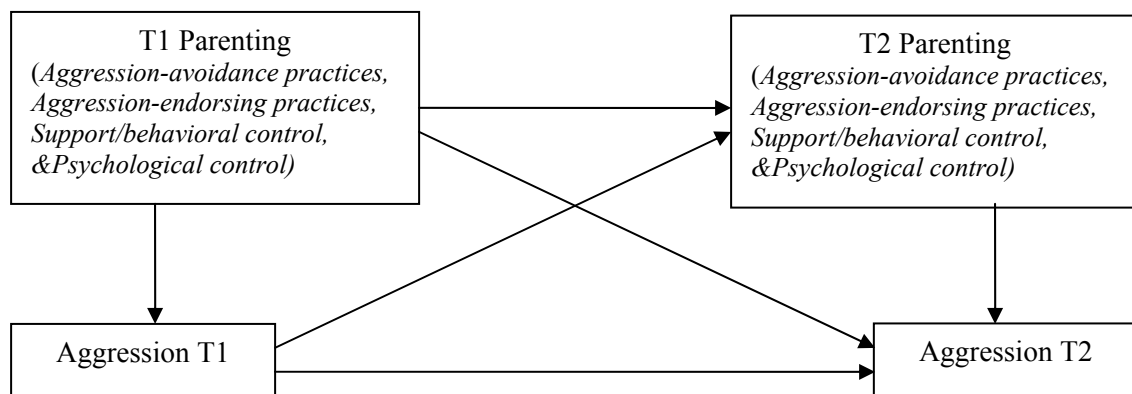 T1 Parenting
(Aggression-avoidance practices,
Aggression-endorsing practices,
Support/behavioral control,
&Psychological control)
T2 Parenting
(Aggression-avoidance practices,
Aggression-endorsing practices,
Support/behavioral control,
&Psychological control)
Aggression T1
Aggression T2